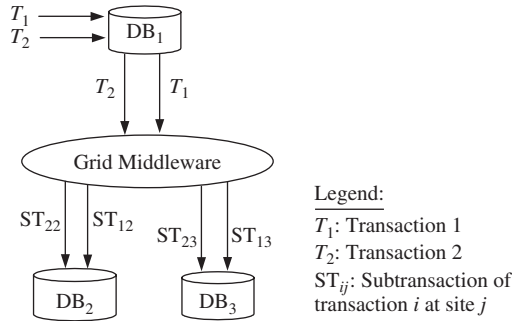 T₁
T₂
DB₁
T₂ T₁
Grid Middleware
ST₂₂ ST₁₂ ST₂₃ ST₁₃
DB₂ DB₃
Legend:
T₁: Transaction 1
T₂: Transaction 2
STᵢⱼ: Subtransaction of
transaction i at site j